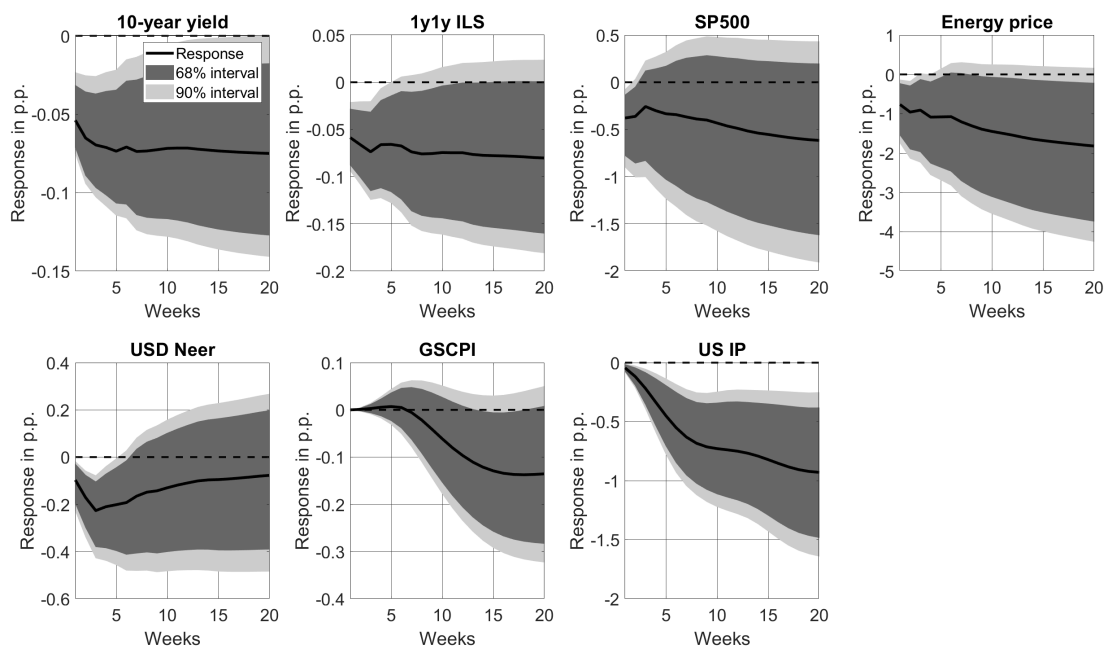 10-year yield
Response in p.p.
0
-0.05
-0.1
-0.15
Response
68% interval
90% interval
5 10 15 20
Weeks
1y1y ILS
Response in p.p.
0.05
0
-0.05
-0.1
-0.15
-0.2
5 10 15 20
Weeks
SP500
Response in p.p.
0.5
0
-0.5
-1
-1.5
-2
5 10 15 20
Weeks
Energy price
Response in p.p.
1
0
-1
-2
-3
-4
-5
5 10 15 20
Weeks
USD Neer
Response in p.p.
0.4
0.2
0
-0.2
-0.4
-0.6
5 10 15 20
Weeks
GSCPI
Response in p.p.
0.1
0
-0.1
-0.2
-0.3
-0.4
5 10 15 20
Weeks
US IP
Response in p.p.
0
-0.5
-1
-1.5
-2
5 10 15 20
Weeks